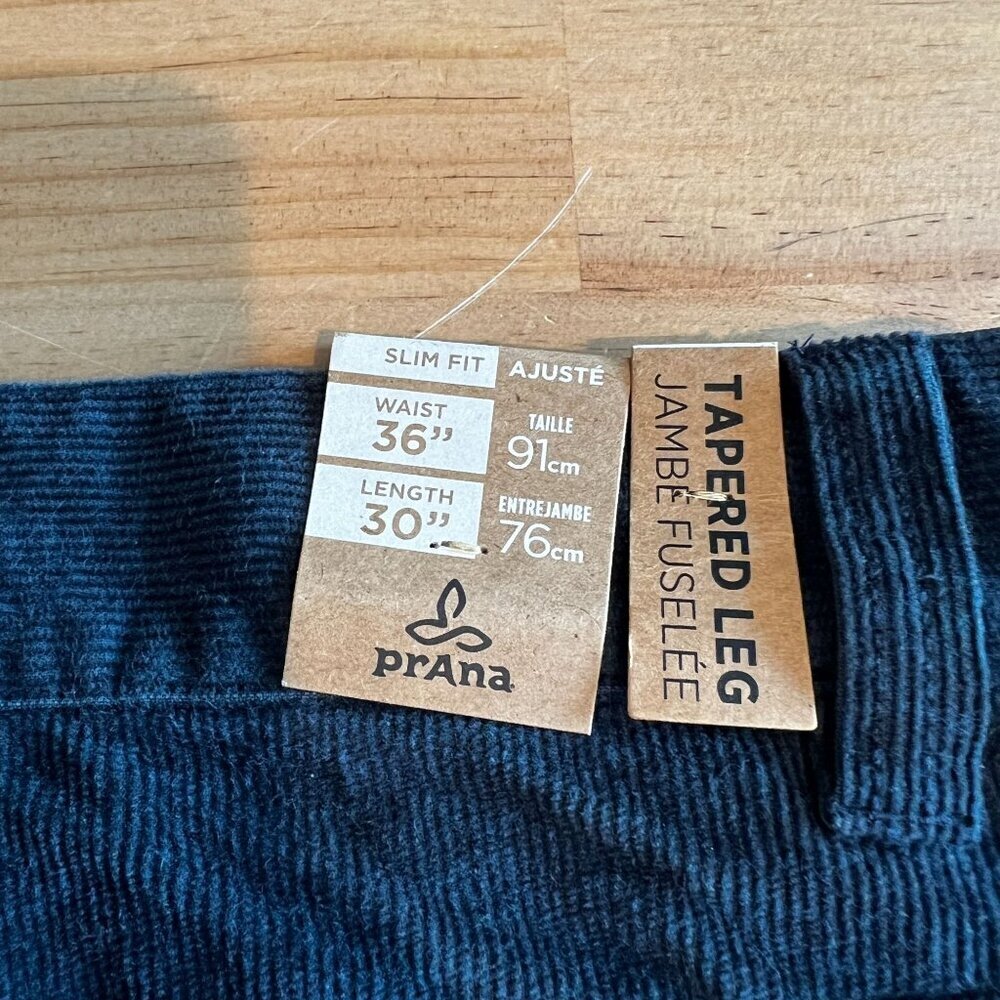 SLIM FIT
AJUSTÉ
WAIST
36”
TAILLE
91cm
LENGTH
30”
ENTREJAMBE
76cm
prAna
TAPERED LEG
JAMBE FUSELÉE